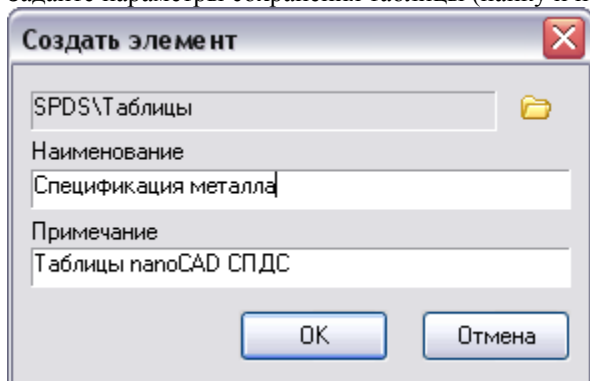 Создать элемент
SPDS\Таблицы
Наименование
Спецификация металла
Примечание
Таблицы nanoCAD СПДС
OK
Отмена